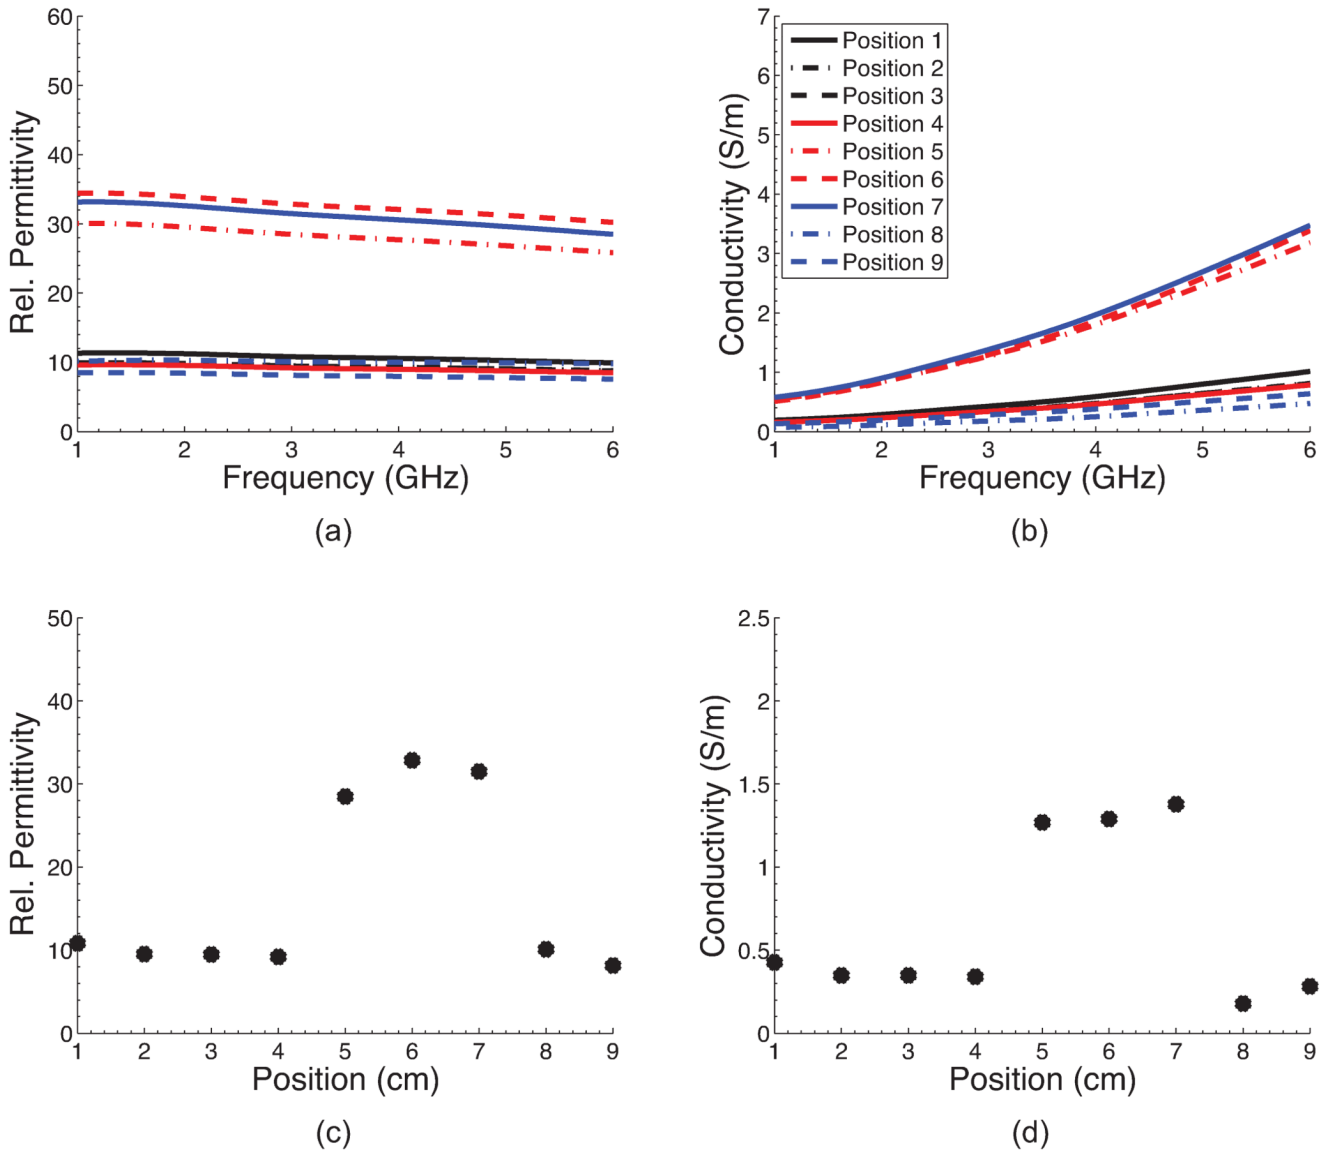 60
50
40
30
20
10
0
Rel. Permittivity
1 2 3 4 5 6
Frequency (GHz)
(a)
7
6
5
4
3
2
1
0
Conductivity (S/m)
Position 1
Position 2
Position 3
Position 4
Position 5
Position 6
Position 7
Position 8
Position 9
1 2 3 4 5 6
Frequency (GHz)
(b)
50
40
30
20
10
0
Rel. Permittivity
1 2 3 4 5 6 7 8 9
Position (cm)
(c)
2.5
2
1.5
1
0.5
0
Conductivity (S/m)
1 2 3 4 5 6 7 8 9
Position (cm)
(d)